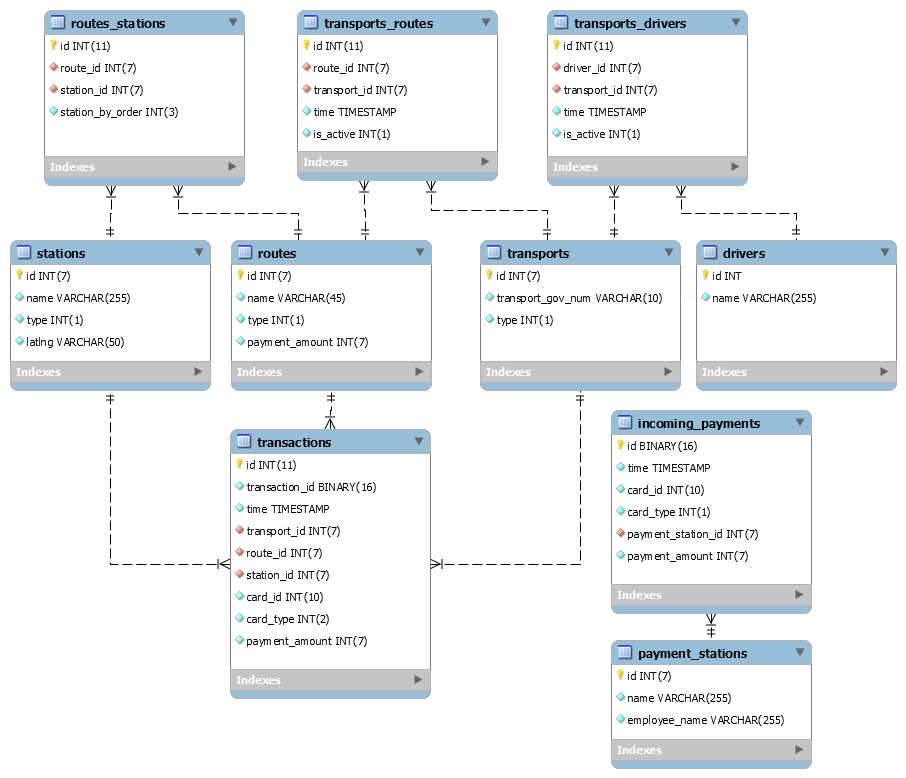 routes_stations
id INT(11)
route_id INT(7)
station_id INT(7)
station_by_order INT(3)
Indexes
transports_routes
id INT(11)
route_id INT(7)
transport_id INT(7)
time TIMESTAMP
is_active INT(1)
Indexes
transports_drivers
id INT(11)
driver_id INT(7)
transport_id INT(7)
time TIMESTAMP
is_active INT(1)
Indexes
stations
id INT(7)
name VARCHAR(255)
type INT(1)
latlng VARCHAR(50)
Indexes
routes
id INT(7)
name VARCHAR(45)
type INT(1)
payment_amount INT(7)
Indexes
transports
id INT(7)
transport_gov_num VARCHAR(10)
type INT(1)
Indexes
drivers
id INT
name VARCHAR(255)
Indexes
transactions
id INT(11)
transaction_id BINARY(16)
time TIMESTAMP
transport_id INT(7)
route_id INT(7)
station_id INT(7)
card_id INT(10)
card_type INT(2)
payment_amount INT(7)
Indexes
incoming_payments
id BINARY(16)
time TIMESTAMP
card_id INT(10)
card_type INT(1)
payment_station_id INT(7)
payment_amount INT(7)
Indexes
payment_stations
id INT(7)
name VARCHAR(255)
employee_name VARCHAR(255)
Indexes